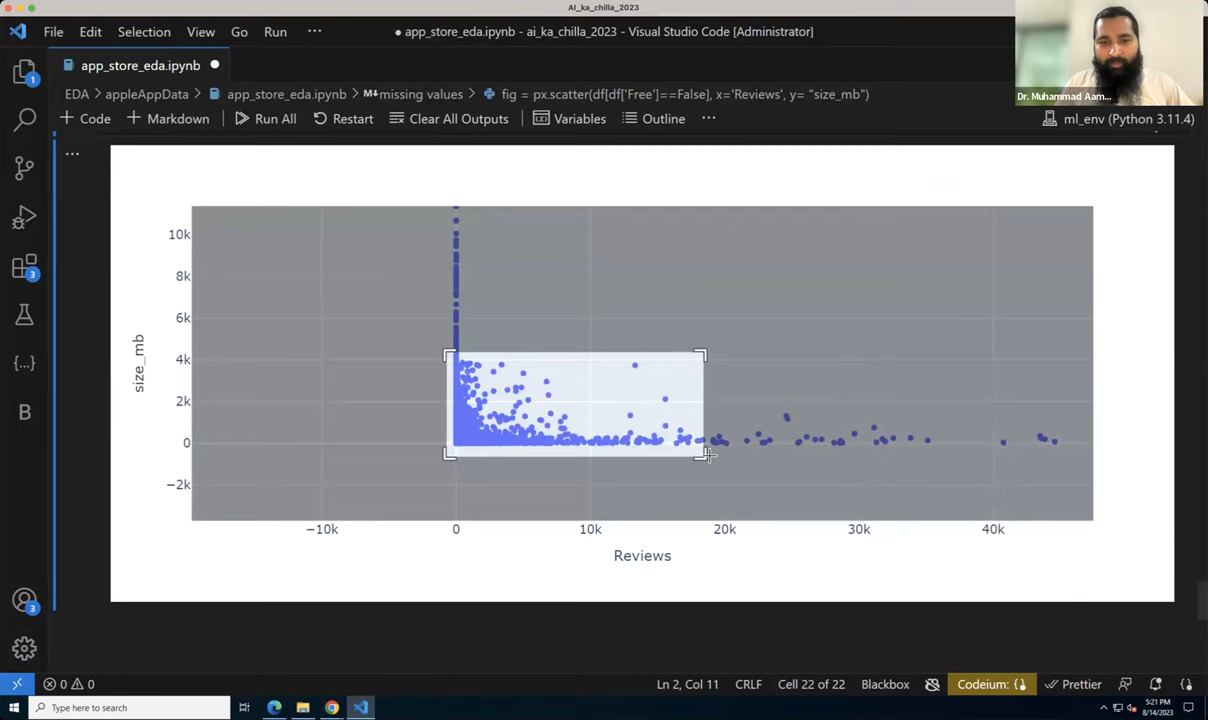 AI_ka_chilla_2023
File Edit Selection View Go Run ···
● app_store_eda.ipynb - ai_ka_chilla_2023 - Visual Studio Code [Administrator]
app_store_eda.ipynb ●
EDA > appleAppData > app_store_eda.ipynb > M↓missing values > fig = px.scatter(df[df['Free']==False], x='Reviews', y= "size_mb")
+ Code + Markdown Run All Restart Clear All Outputs Variables Outline ··· ml_env (Python 3.11.4)
Dr. Muhammad Aam...
1
3
B
3
10k
8k
6k
4k
2k
0
−2k
size_mb
−10k 0 10k 20k 30k 40k
Reviews
0 0 Ln 2, Col 11 CRLF Cell 22 of 22 Blackbox Codeium: {} Prettier
Type here to search
5:21 PM
8/14/2023